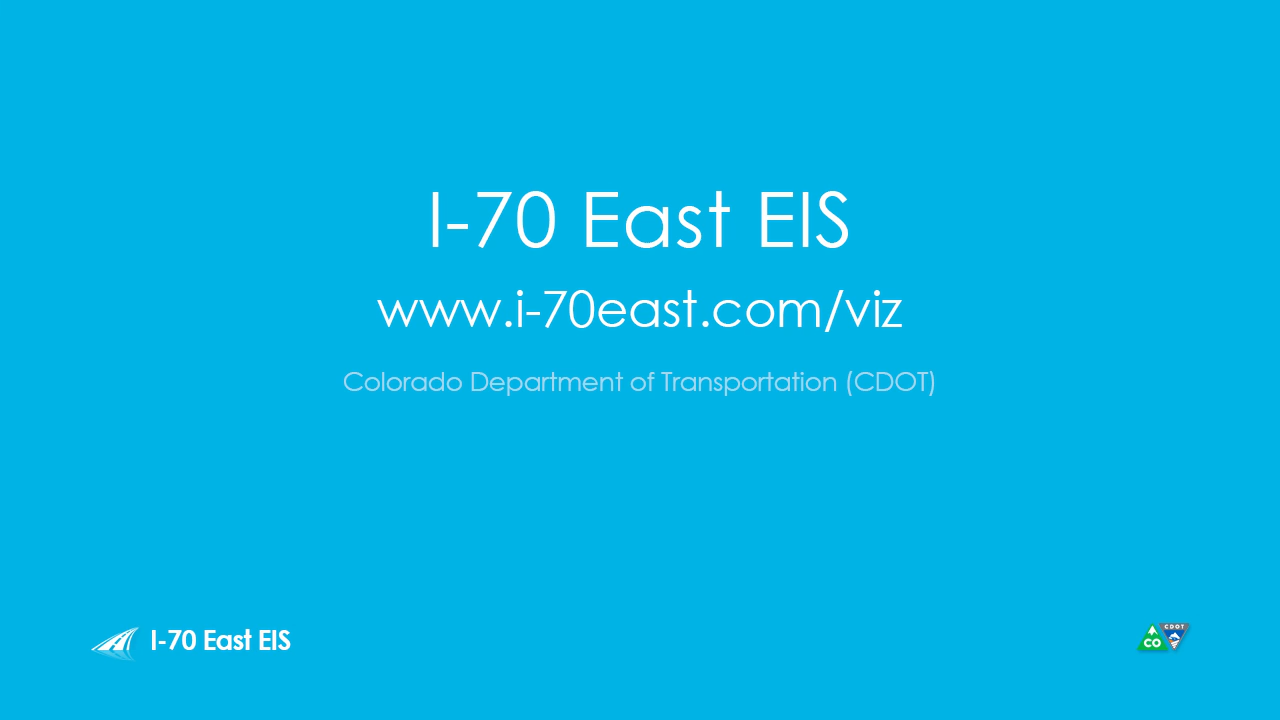 I-70 East EIS
www.i-70east.com/viz
Colorado Department of Transportation (CDOT)
I-70 East EIS
CO
CDOT